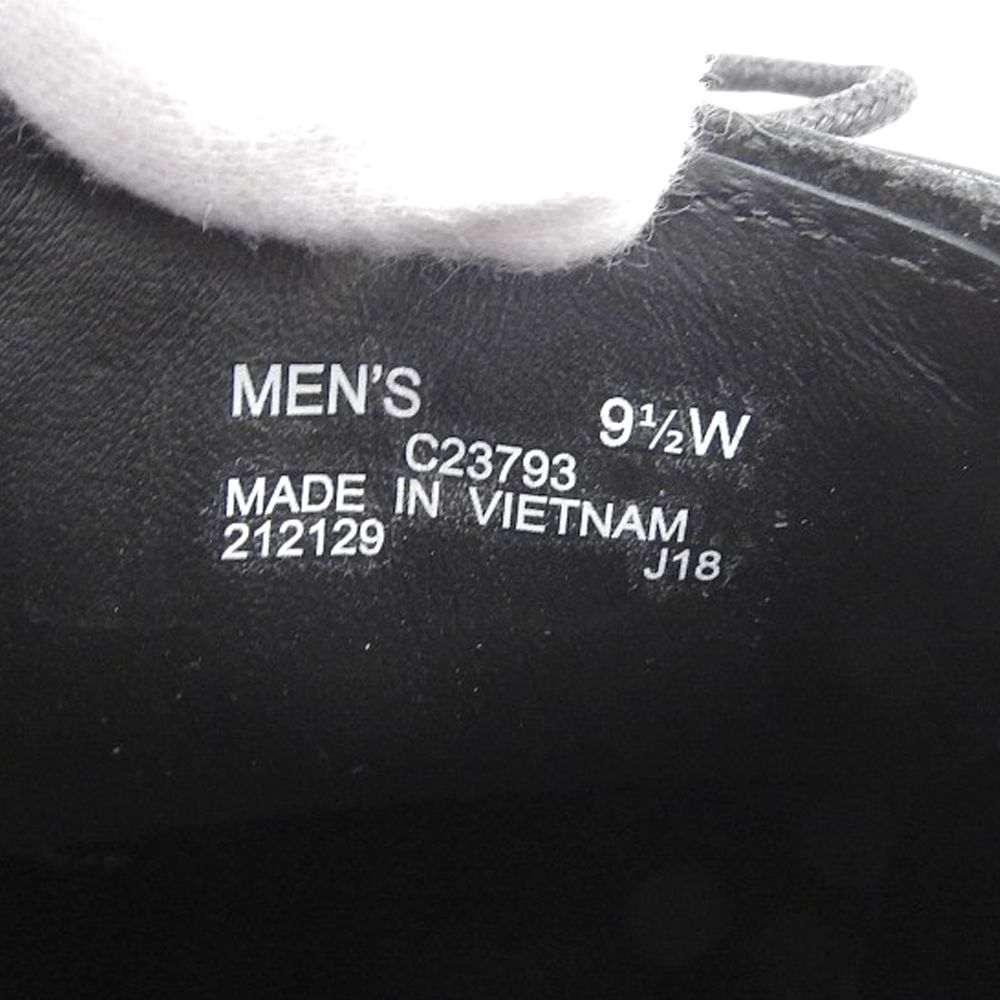 MEN'S 9½W
C23793
MADE IN VIETNAM
212129 J18